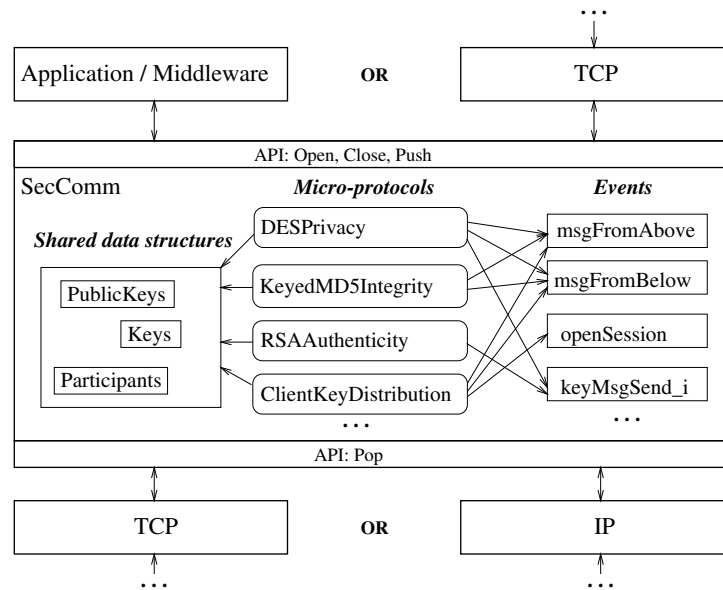 ...
Application / Middleware OR TCP
API: Open, Close, Push
SecComm Micro-protocols Events
Shared data structures
DESPrivacy
msgFromAbove
PublicKeys
KeyedMD5Integrity
msgFromBelow
Keys
RSAAuthenticity
openSession
Participants
ClientKeyDistribution
keyMsgSend_i
... ...
API: Pop
TCP OR IP
... ...